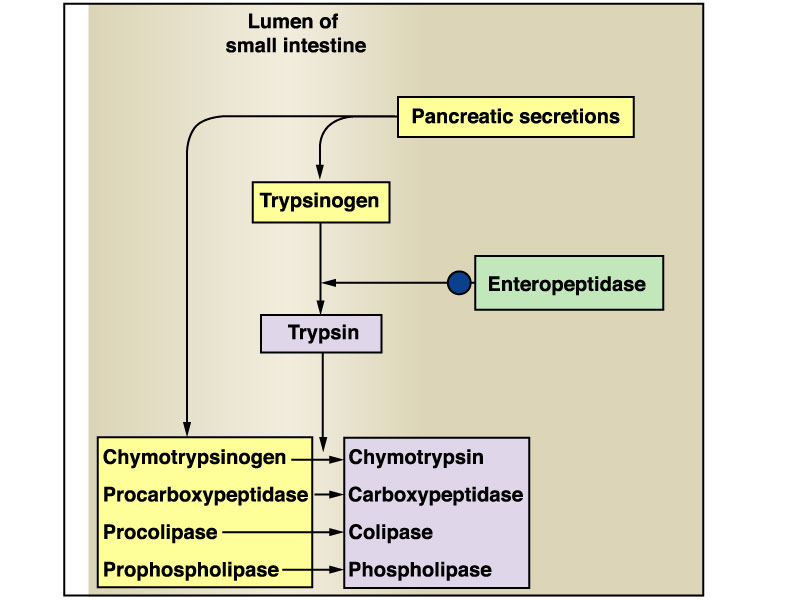 Lumen of
small intestine
Pancreatic secretions
Trypsinogen
Enteropeptidase
Trypsin
Chymotrypsinogen
Chymotrypsin
Procarboxypeptidase
Carboxypeptidase
Procolipase
Colipase
Prophospholipase
Phospholipase